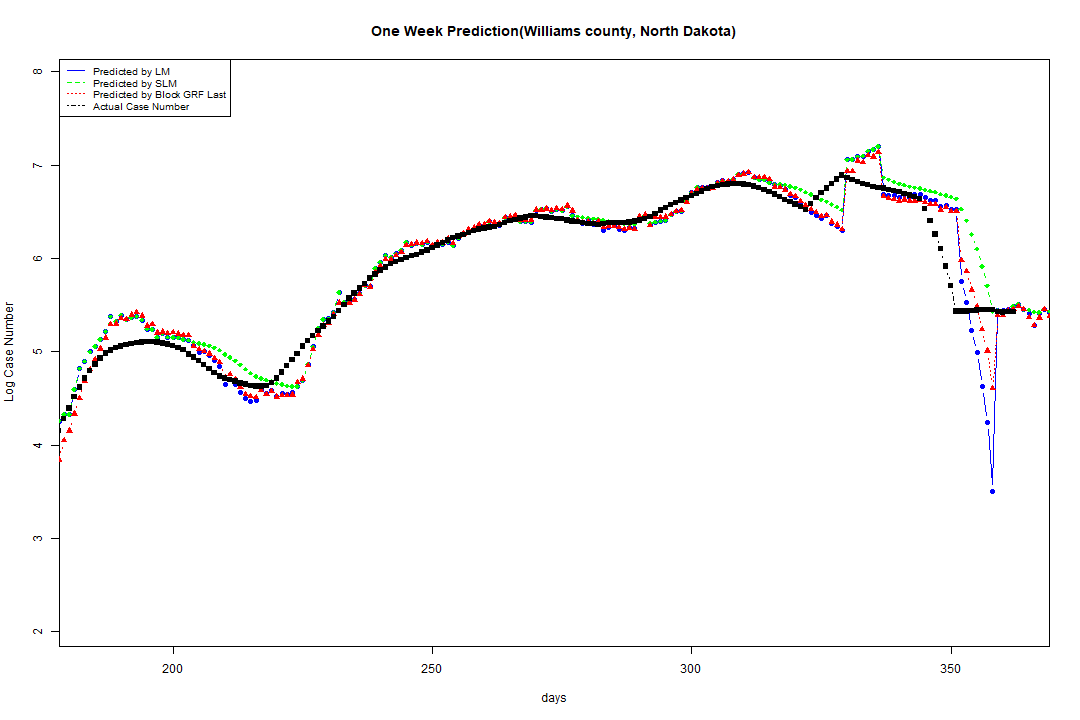 One Week Prediction(Williams county, North Dakota)
Predicted by LM
Predicted by SLM
Predicted by Block GRF Last
Actual Case Number
8
7
6
5
4
3
2
Log Case Number
200
250
300
350
days